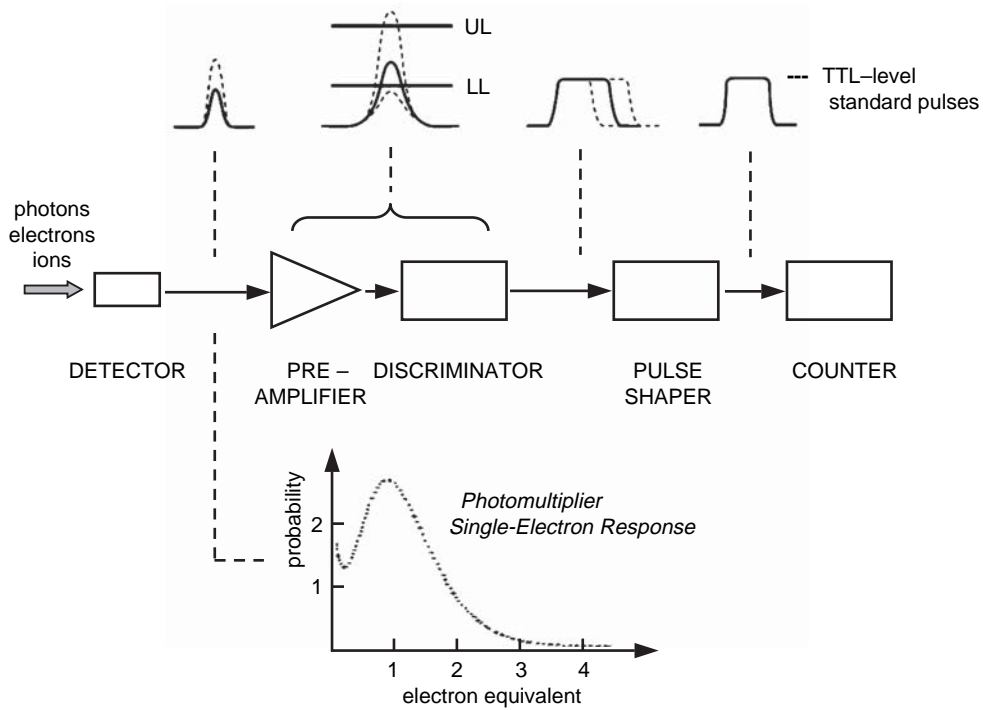 UL
LL
TTL–level
standard pulses
photons
electrons
ions
DETECTOR
PRE –
AMPLIFIER
DISCRIMINATOR
PULSE
SHAPER
COUNTER
probability
2
1
Photomultiplier
Single-Electron Response
1 2 3 4
electron equivalent